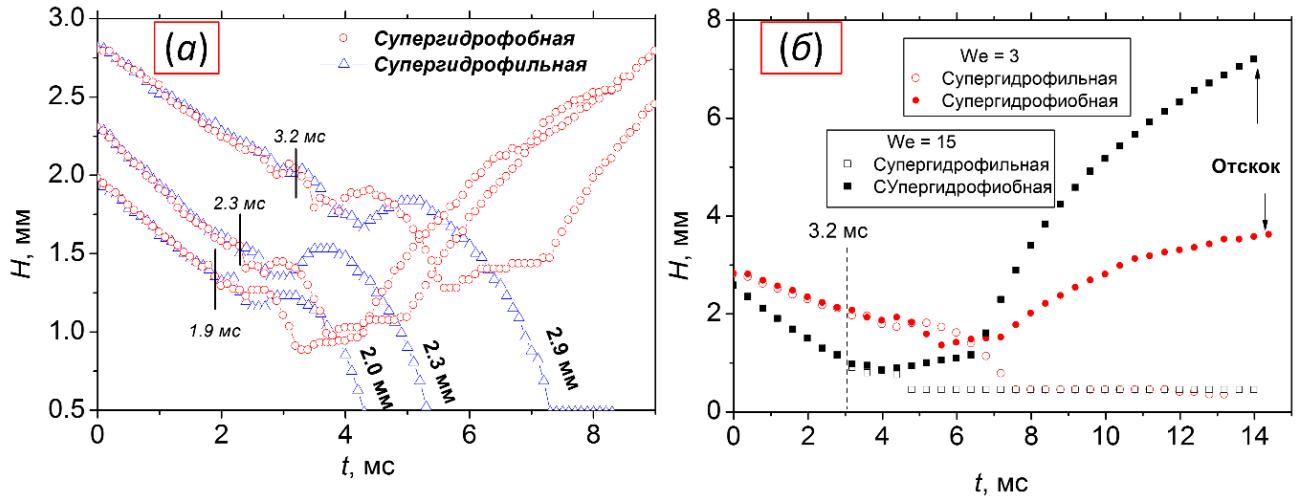 (а)
Супергидрофобная
Супергидрофильная
3.2 мс
2.3 мс
1.9 мс
2.0 мм
2.3 мм
2.9 мм
3.0
2.5
2.0
1.5
1.0
0.5
H, мм
0 2 4 6 8
t, мс
(б)
We = 3
Супергидрофильная
Супергидрофиобная
We = 15
Супергидрофильная
СУпергидрофиобная
Отскок
3.2 мс
8
6
4
2
0
H, мм
0 2 4 6 8 10 12 14
t, мс